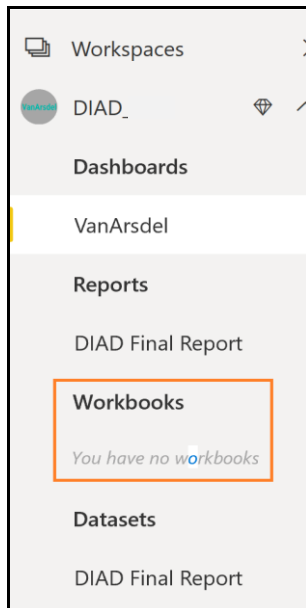 Workspaces
VanArsdel
DIAD_
Dashboards
VanArsdel
Reports
DIAD Final Report
Workbooks
You have no workbooks
Datasets
DIAD Final Report